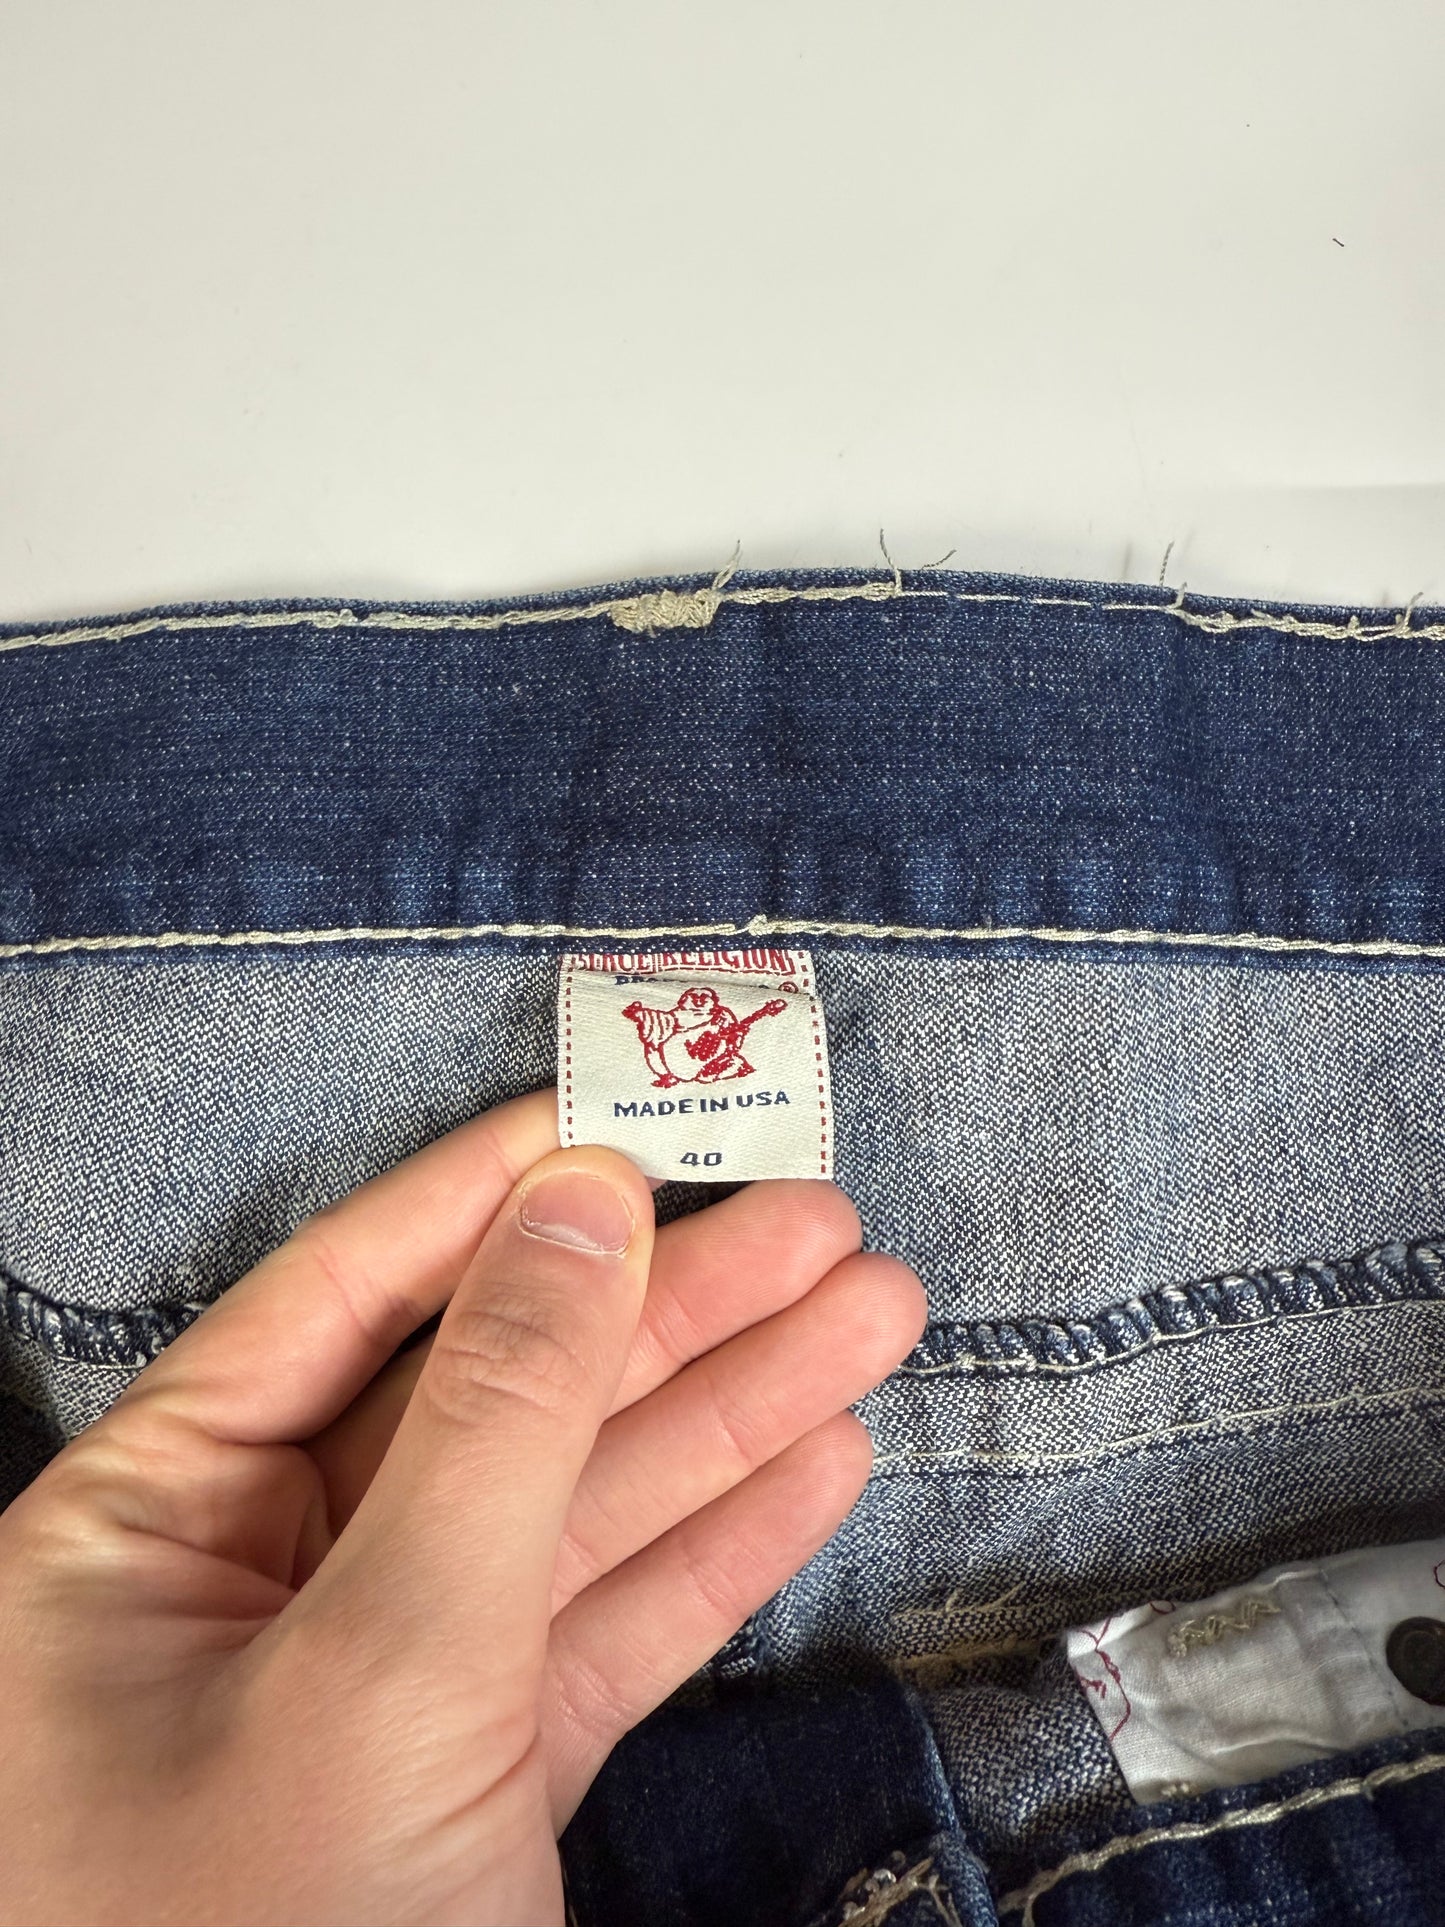 TRUE RELIGION
®
MADE IN USA
40